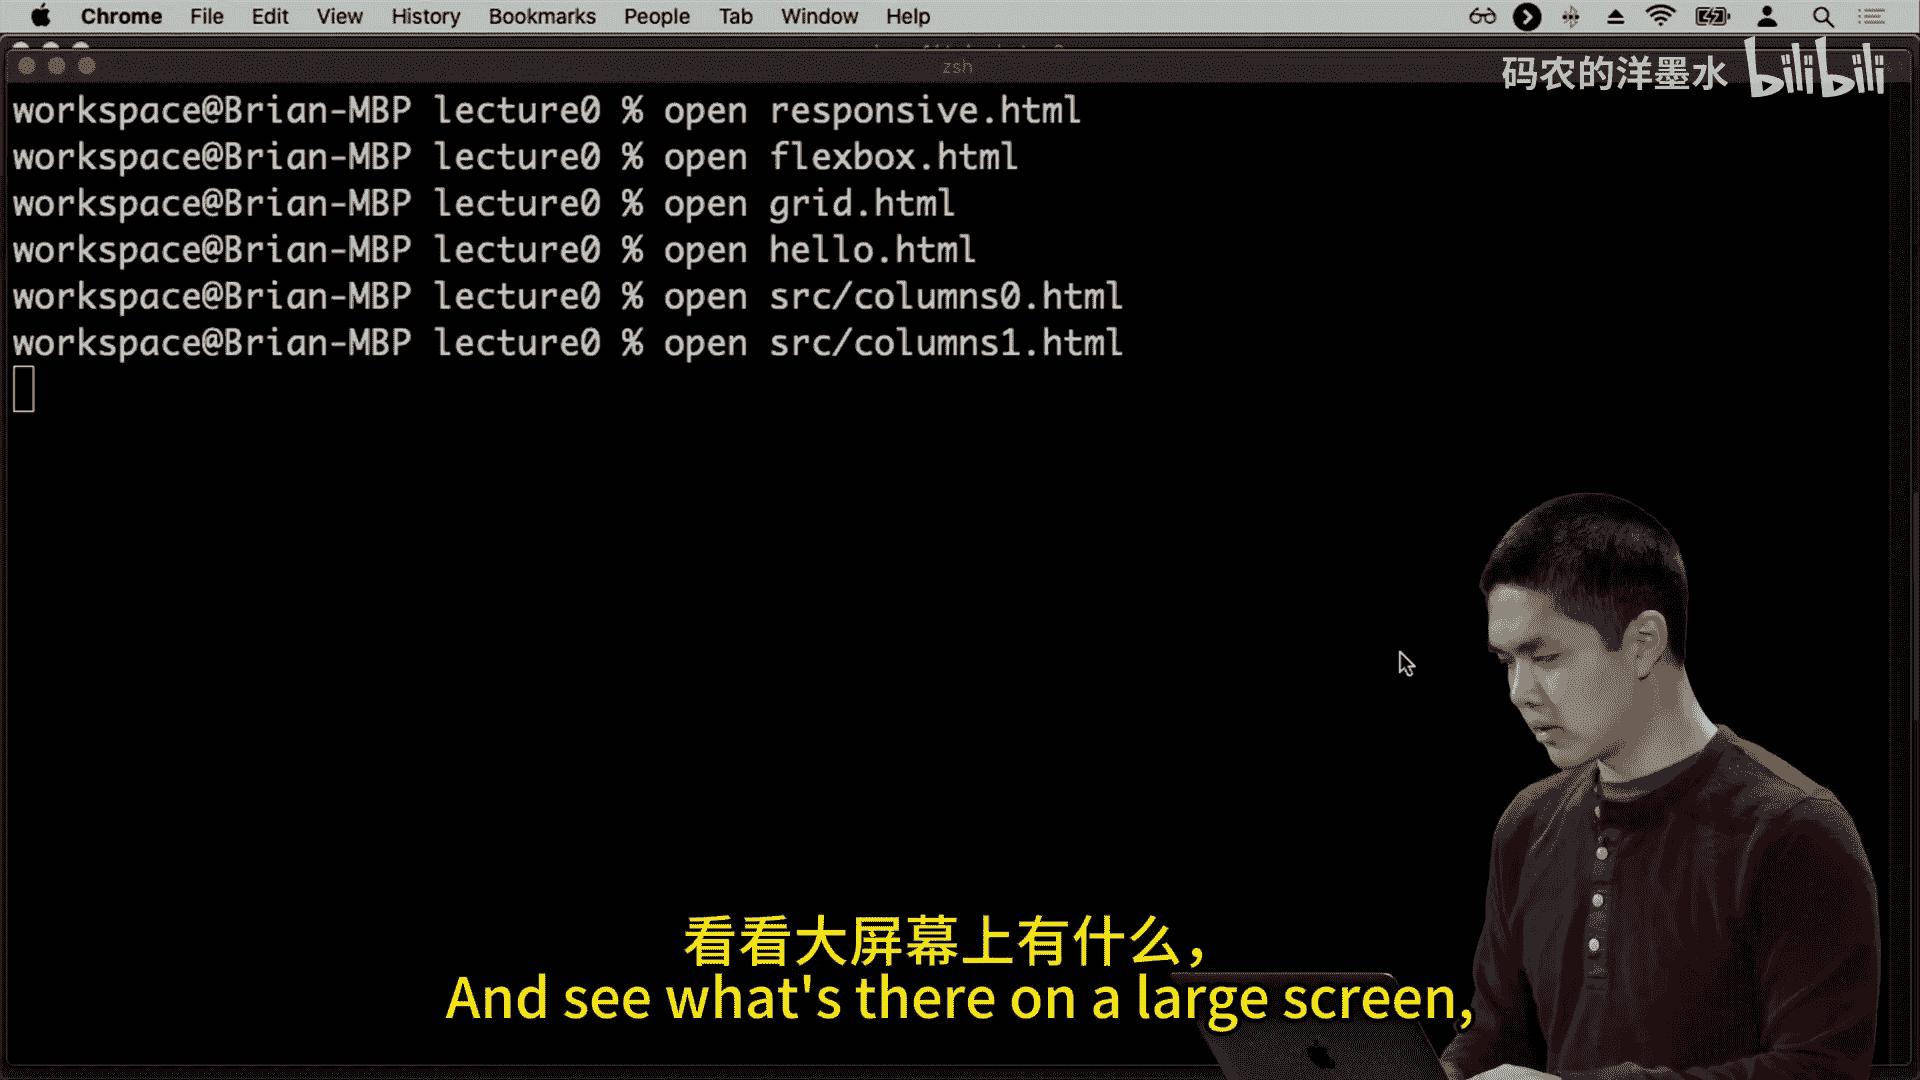 Chrome File Edit View History Bookmarks People Tab Window Help
zsh
码农的洋墨水 bilibili
workspace@Brian-MBP lecture0 % open responsive.html
workspace@Brian-MBP lecture0 % open flexbox.html
workspace@Brian-MBP lecture0 % open grid.html
workspace@Brian-MBP lecture0 % open hello.html
workspace@Brian-MBP lecture0 % open src/columns0.html
workspace@Brian-MBP lecture0 % open src/columns1.html
看看大屏幕上有什么，
And see what's there on a large screen,